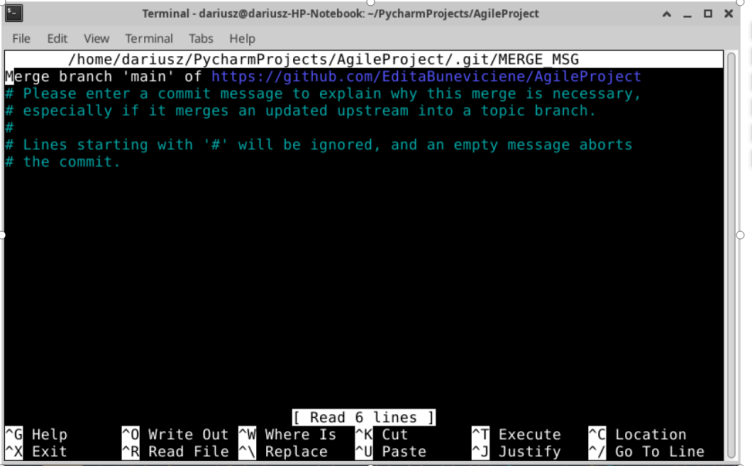 Terminal - dariusz@dariusz-HP-Notebook: ~/PycharmProjects/AgileProject
File Edit View Terminal Tabs Help
/home/dariusz/PycharmProjects/AgileProject/.git/MERGE_MSG
Merge branch 'main' of https://github.com/EditaBuneviciene/AgileProject
# Please enter a commit message to explain why this merge is necessary,
# especially if it merges an updated upstream into a topic branch.
#
# Lines starting with '#' will be ignored, and an empty message aborts
# the commit.
[ Read 6 lines ]
^G Help ^O Write Out ^W Where Is ^K Cut ^T Execute ^C Location
^X Exit ^R Read File ^\ Replace ^U Paste ^J Justify ^/ Go To Line